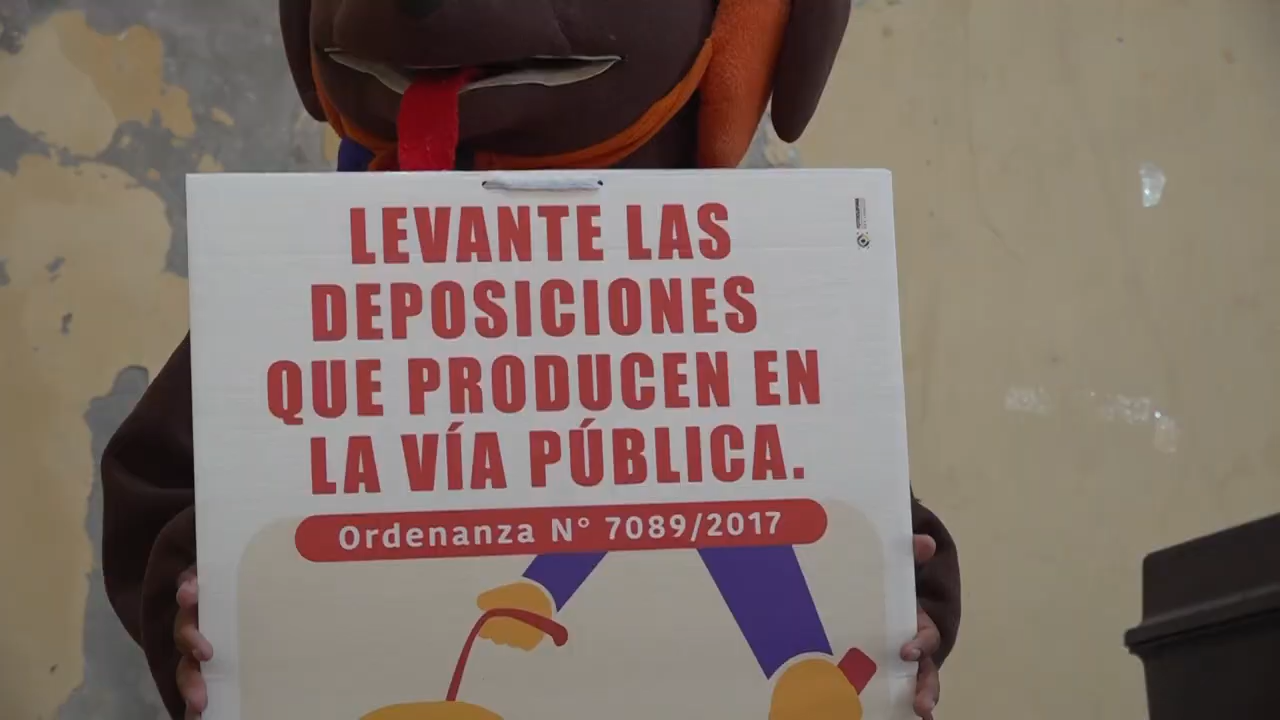 LEVANTE LAS
DEPOSICIONES
QUE PRODUCEN EN
LA VÍA PÚBLICA.
Ordenanza N° 7089/2017